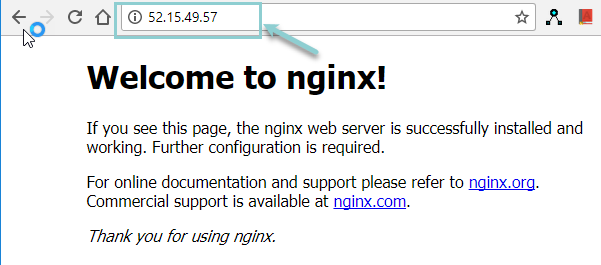 52.15.49.57
Welcome to nginx!
If you see this page, the nginx web server is successfully installed and
working. Further configuration is required.
For online documentation and support please refer to nginx.org.
Commercial support is available at nginx.com.
Thank you for using nginx.